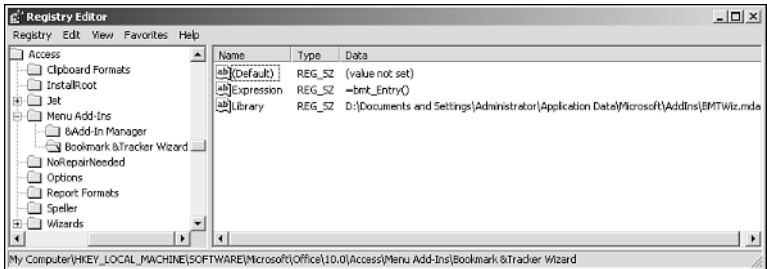 Registry Editor
Registry Edit View Favorites Help
Access
Clipboard Formats
InstallRoot
Jet
Menu Add-Ins
&Add-In Manager
Bookmark &Tracker Wizard
NoRepairNeeded
Options
Report Formats
Speller
Wizards
Name Type Data
(Default) REG_SZ (value not set)
Expression REG_SZ =bmt_Entry()
Library REG_SZ D:\Documents and Settings\Administrator\Application Data\Microsoft\AddIns\BMTWiz.mda
My Computer\HKEY_LOCAL_MACHINE\SOFTWARE\Microsoft\Office\10.0\Access\Menu Add-Ins\Bookmark &Tracker Wizard